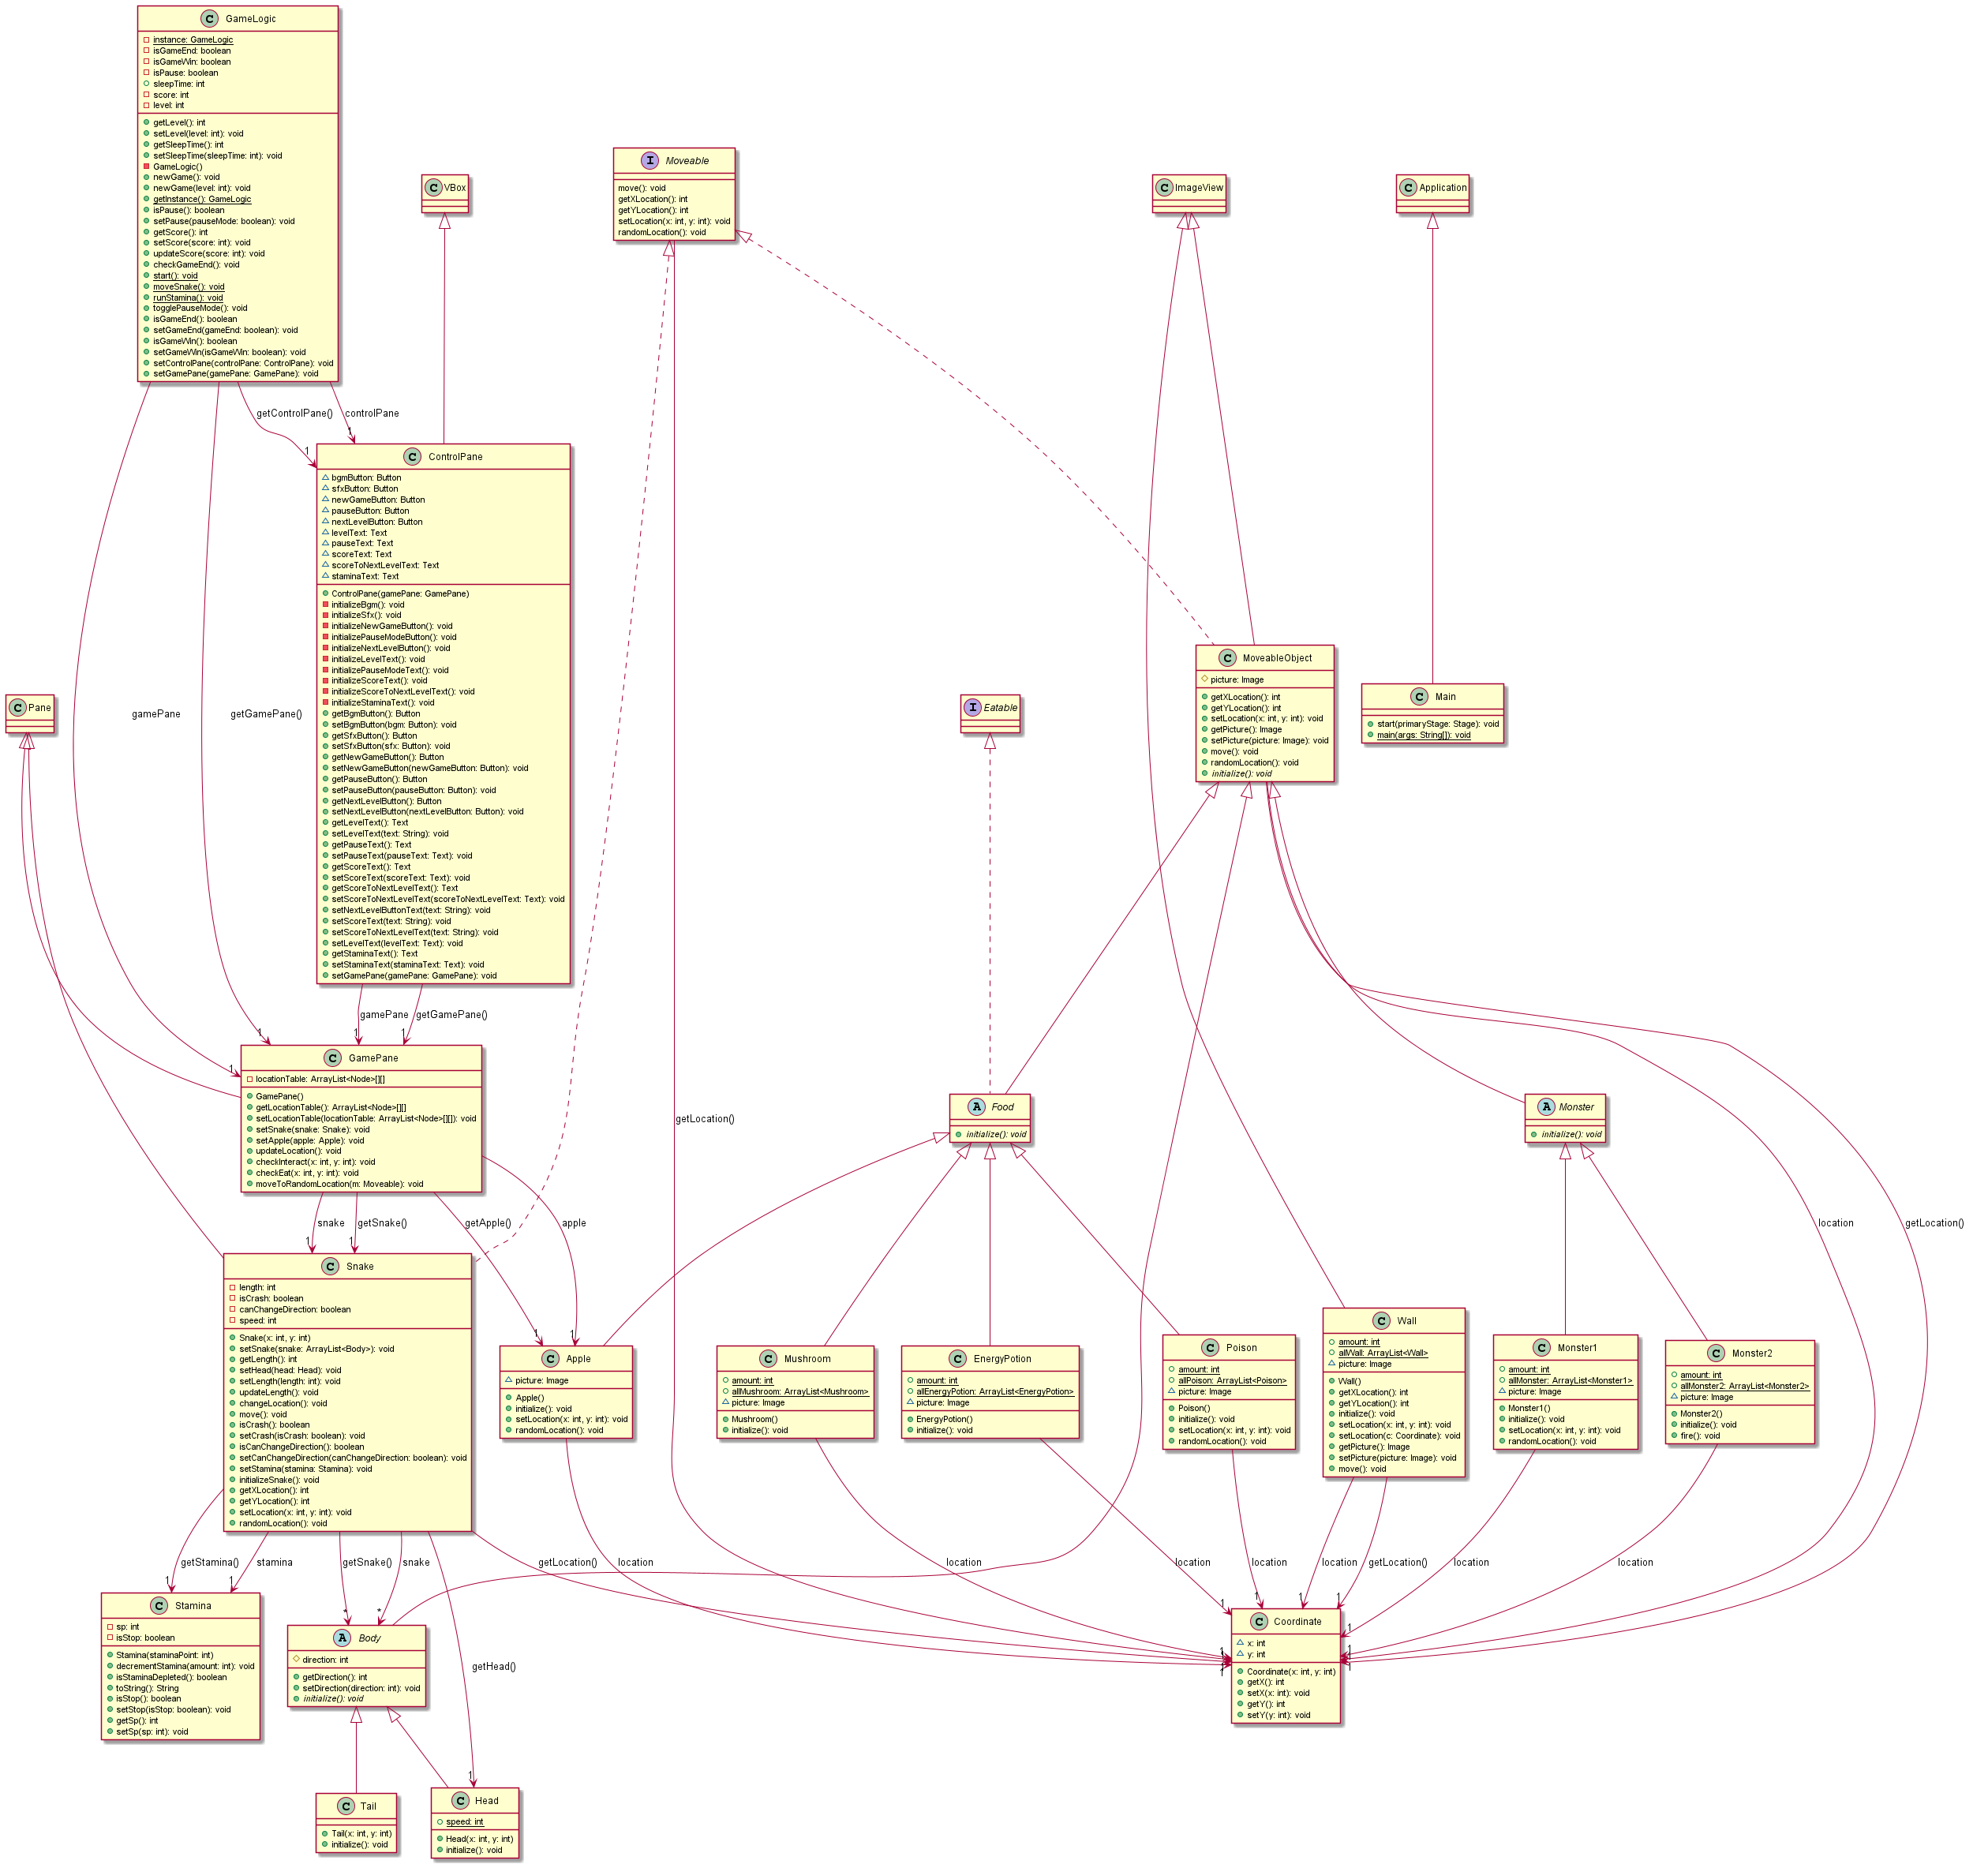 C GameLogic
instance: GameLogic
isGameEnd: boolean
isGameWin: boolean
isPause: boolean
sleepTime: int
score: int
level: int
getLevel(): int
setLevel(level: int): void
getSleepTime(): int
setSleepTime(sleepTime: int): void
GameLogic()
newGame(): void
newGame(level: int): void
getInstance(): GameLogic
isPause(): boolean
setPause(pauseMode: boolean): void
getScore(): int
setScore(score: int): void
updateScore(score: int): void
checkGameEnd(): void
start(): void
moveSnake(): void
runStamina(): void
togglePauseMode(): void
isGameEnd(): boolean
setGameEnd(gameEnd: boolean): void
isGameWin(): boolean
setGameWin(isGameWin: boolean): void
setControlPane(controlPane: ControlPane): void
setGamePane(gamePane: GamePane): void
C VBox
I Moveable
move(): void
getXLocation(): int
getYLocation(): int
setLocation(x: int, y: int): void
randomLocation(): void
C ImageView
C Application
getControlPane()
1
controlPane
1
C ControlPane
bgmButton: Button
sfxButton: Button
newGameButton: Button
pauseButton: Button
nextLevelButton: Button
levelText: Text
pauseText: Text
scoreText: Text
scoreToNextLevelText: Text
staminaText: Text
ControlPane(gamePane: GamePane)
initializeBgm(): void
initializeSfx(): void
initializeNewGameButton(): void
initializePauseModeButton(): void
initializeNextLevelButton(): void
initializeLevelText(): void
initializePauseModeText(): void
initializeScoreText(): void
initializeScoreToNextLevelText(): void
initializeStaminaText(): void
getBgmButton(): Button
setBgmButton(bgm: Button): void
getSfxButton(): Button
setSfxButton(sfx: Button): void
getNewGameButton(): Button
setNewGameButton(newGameButton: Button): void
getPauseButton(): Button
setPauseButton(pauseButton: Button): void
getNextLevelButton(): Button
setNextLevelButton(nextLevelButton: Button): void
getLevelText(): Text
setLevelText(text: String): void
getPauseText(): Text
setPauseText(pauseText: Text): void
getScoreText(): Text
setScoreText(scoreText: Text): void
getScoreToNextLevelText(): Text
setScoreToNextLevelText(scoreToNextLevelText: Text): void
setNextLevelButtonText(text: String): void
setScoreText(text: String): void
setScoreToNextLevelText(text: String): void
setLevelText(levelText: Text): void
getStaminaText(): Text
setStaminaText(staminaText: Text): void
setGamePane(gamePane: GamePane): void
C MoveableObject
picture: Image
getXLocation(): int
getYLocation(): int
setLocation(x: int, y: int): void
getPicture(): Image
setPicture(picture: Image): void
move(): void
randomLocation(): void
initialize(): void
C Main
start(primaryStage: Stage): void
main(args: String[]): void
C Pane
I Eatable
gamePane
1
getGamePane()
1
gamePane
1
getGamePane()
1
C GamePane
locationTable: ArrayList<Node>[][]
GamePane()
getLocationTable(): ArrayList<Node>[][]
setLocationTable(locationTable: ArrayList<Node>[][]): void
setSnake(snake: Snake): void
setApple(apple: Apple): void
updateLocation(): void
checkInteract(x: int, y: int): void
checkEat(x: int, y: int): void
moveToRandomLocation(m: Moveable): void
getLocation()
A Food
initialize(): void
A Monster
initialize(): void
snake
1
getSnake()
1
getApple()
1
apple
1
location
getLocation()
C Snake
length: int
isCrash: boolean
canChangeDirection: boolean
speed: int
Snake(x: int, y: int)
setSnake(snake: ArrayList<Body>): void
getLength(): int
setHead(head: Head): void
setLength(length: int): void
updateLength(): void
changeLocation(): void
move(): void
isCrash(): boolean
setCrash(isCrash: boolean): void
isCanChangeDirection(): boolean
setCanChangeDirection(canChangeDirection: boolean): void
setStamina(stamina: Stamina): void
initializeSnake(): void
getXLocation(): int
getYLocation(): int
setLocation(x: int, y: int): void
randomLocation(): void
C Apple
picture: Image
Apple()
initialize(): void
setLocation(x: int, y: int): void
randomLocation(): void
C Mushroom
amount: int
allMushroom: ArrayList<Mushroom>
picture: Image
Mushroom()
initialize(): void
C EnergyPotion
amount: int
allEnergyPotion: ArrayList<EnergyPotion>
picture: Image
EnergyPotion()
initialize(): void
C Poison
amount: int
allPoison: ArrayList<Poison>
picture: Image
Poison()
initialize(): void
setLocation(x: int, y: int): void
randomLocation(): void
C Wall
amount: int
allWall: ArrayList<Wall>
picture: Image
Wall()
getXLocation(): int
getYLocation(): int
initialize(): void
setLocation(x: int, y: int): void
setLocation(c: Coordinate): void
getPicture(): Image
setPicture(picture: Image): void
move(): void
C Monster1
amount: int
allMonster: ArrayList<Monster1>
picture: Image
Monster1()
initialize(): void
setLocation(x: int, y: int): void
randomLocation(): void
C Monster2
amount: int
allMonster2: ArrayList<Monster2>
picture: Image
Monster2()
initialize(): void
fire(): void
getStamina()
1
stamina
1
getSnake()
*
snake
*
getHead()
1
getLocation()
1
location
1
location
1
location
1
location
1
location
1
getLocation()
1
location
1
location
1
C Stamina
sp: int
isStop: boolean
Stamina(staminaPoint: int)
decrementStamina(amount: int): void
isStaminaDepleted(): boolean
toString(): String
isStop(): boolean
setStop(isStop: boolean): void
getSp(): int
setSp(sp: int): void
A Body
direction: int
getDirection(): int
setDirection(direction: int): void
initialize(): void
C Coordinate
x: int
y: int
Coordinate(x: int, y: int)
getX(): int
setX(x: int): void
getY(): int
setY(y: int): void
C Tail
Tail(x: int, y: int)
initialize(): void
C Head
speed: int
Head(x: int, y: int)
initialize(): void